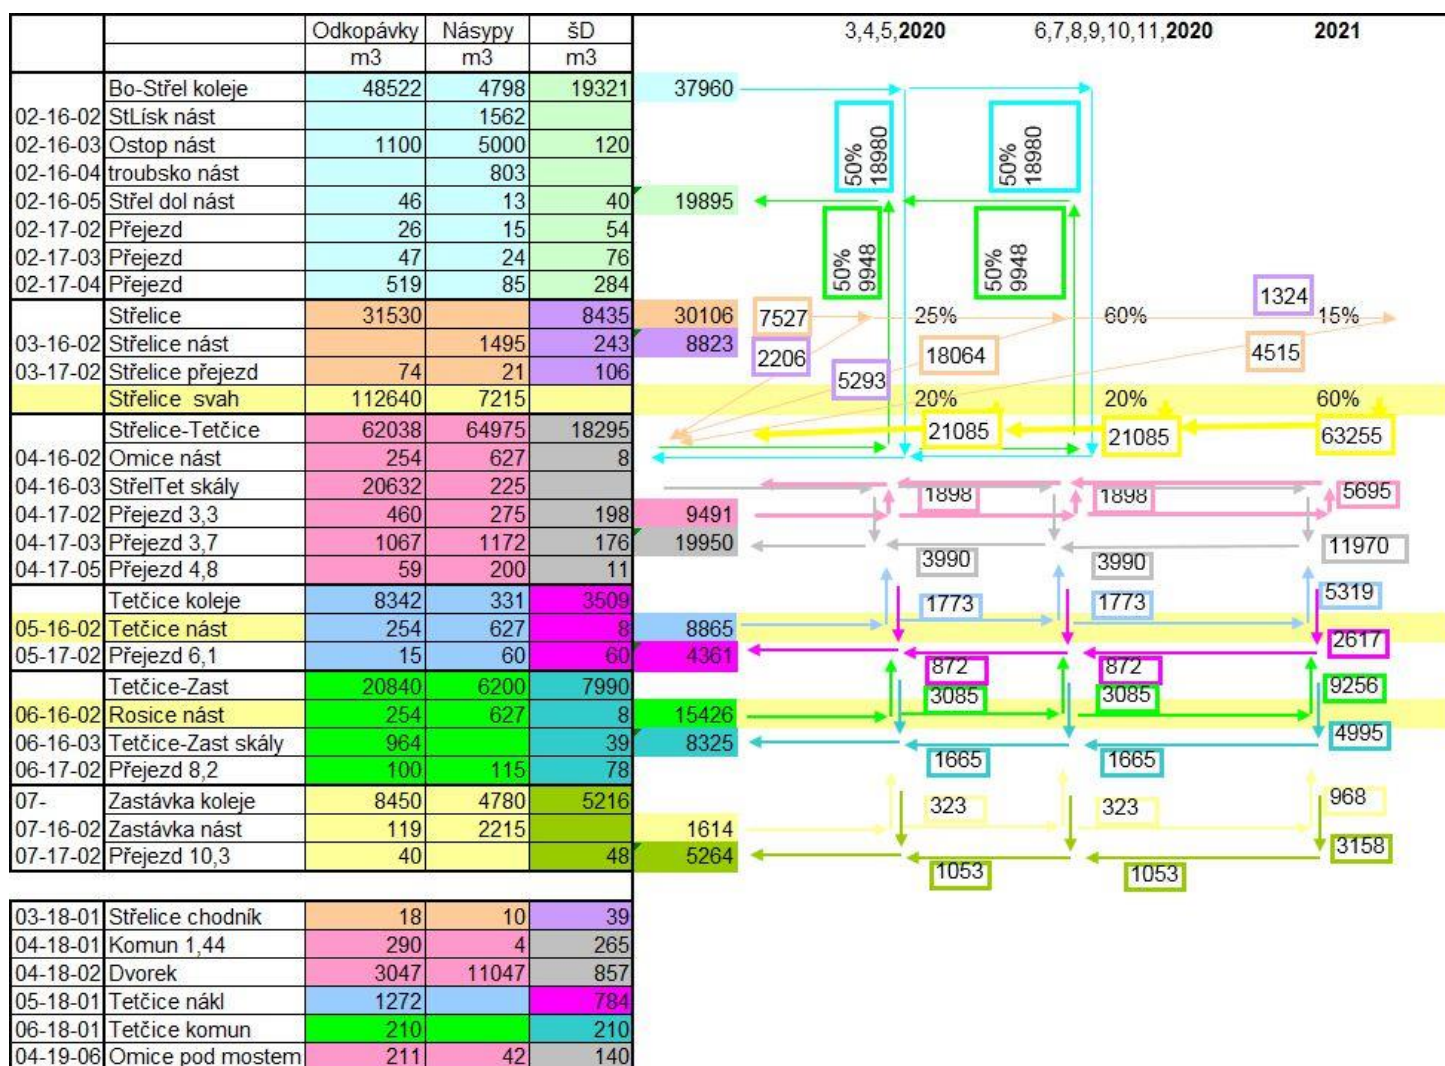 Odkopávky Násypy šD 3,4,5,2020 6,7,8,9,10,11,2020 2021
m3 m3 m3
Bo-Střel koleje 48522 4798 19321 37960
02-16-02 StLísk nást 1562
02-16-03 Ostop nást 1100 5000 120
50% 18980 50% 18980
02-16-04 troubsko nást 803
02-16-05 Střel dol nást 46 13 40 19895
02-17-02 Přejezd 26 15 54
02-17-03 Přejezd 47 24 76
50% 9948 50% 9948
02-17-04 Přejezd 519 85 284
1324
Střelice 31530 8435 30106 7527 25% 60% 15%
03-16-02 Střelice nást 1495 243 8823 2206 18064 4515
03-17-02 Střelice přejezd 74 21 106 5293
Střelice svah 112640 7215 20% 20% 60%
Střelice-Tetčice 62038 64975 18295 21085 21085 63255
04-16-02 Omice nást 254 627 8
04-16-03 StřelTet skály 20632 225 1898 1898 5695
04-17-02 Přejezd 3,3 460 275 198 9491
04-17-03 Přejezd 3,7 1067 1172 176 19950 3990 3990 11970
04-17-05 Přejezd 4,8 59 200 11
Tetčice koleje 8342 331 3509 1773 1773 5319
05-16-02 Tetčice nást 254 627 8 8865
05-17-02 Přejezd 6,1 15 60 60 4361 872 872 2617
Tetčice-Zast 20840 6200 7990 3085 3085 9256
06-16-02 Rosice nást 254 627 8 15426
06-16-03 Tetčice-Zast skály 964 39 8325 1665 1665 4995
06-17-02 Přejezd 8,2 100 115 78
07- Zastávka koleje 8450 4780 5216 323 323 968
07-16-02 Zastávka nást 119 2215 1614
07-17-02 Přejezd 10,3 40 48 5264 1053 1053 3158
03-18-01 Střelice chodník 18 10 39
04-18-01 Komun 1,44 290 4 265
04-18-02 Dvorek 3047 11047 857
05-18-01 Tetčice nákl 1272 784
06-18-01 Tetčice komun 210 210
04-19-06 Omice pod mostem 211 42 140